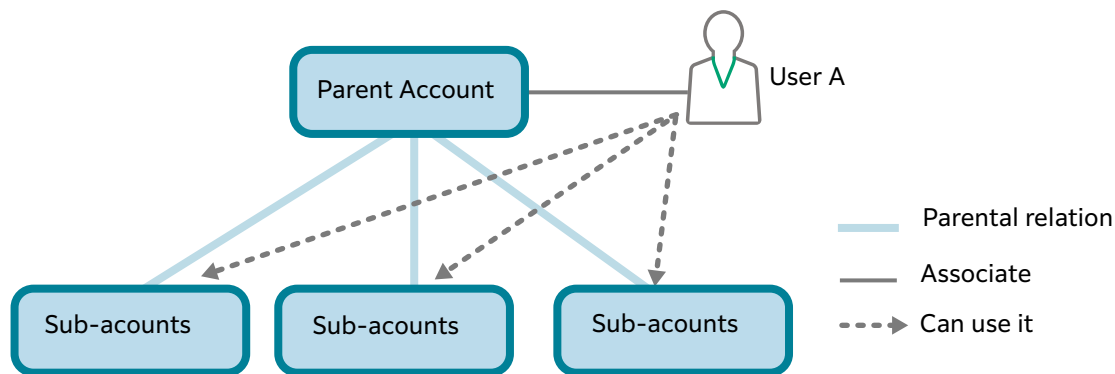 Parent Account
User A
Sub-acounts
Sub-acounts
Sub-acounts
Parental relation
Associate
Can use it